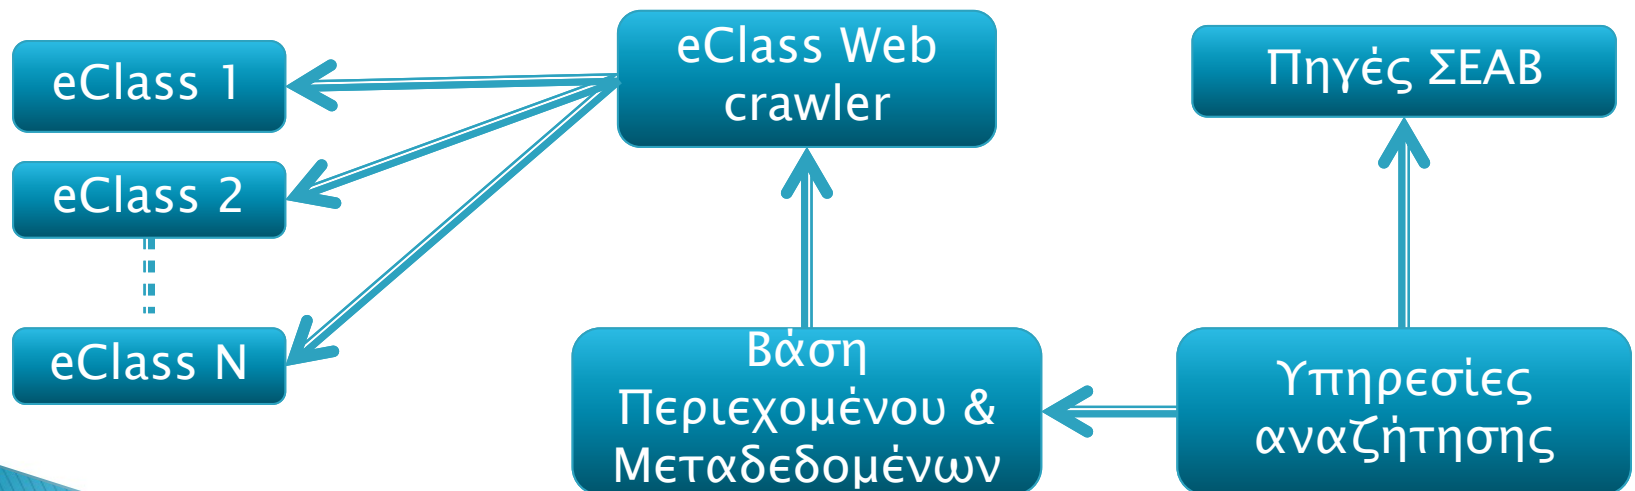 eClass 1
eClass 2
eClass N
eClass Web
crawler
Πηγές ΣΕΑΒ
Βάση
Περιεχομένου &
Μεταδεδομένων
Υπηρεσίες
αναζήτησης